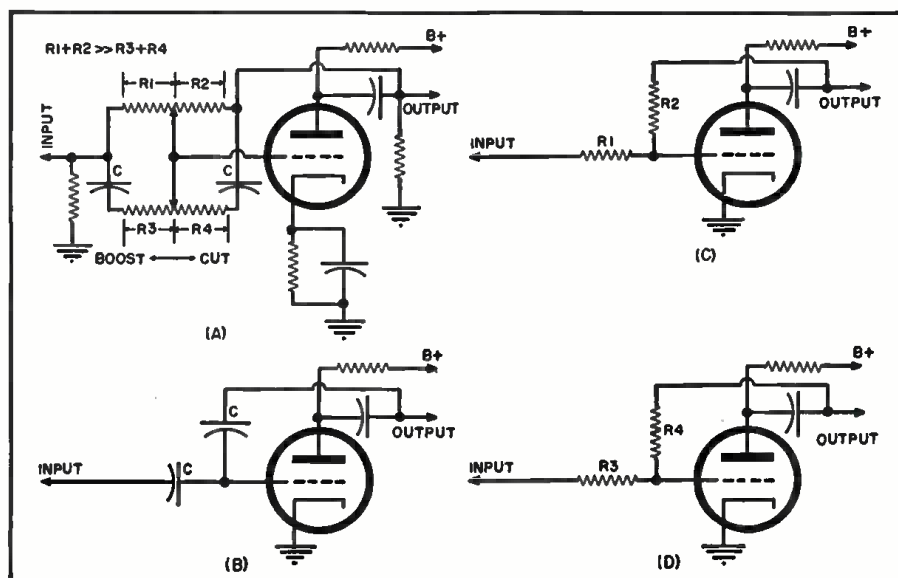 R1+R2 >> R3+R4
B+
R1 R2
INPUT
C C
OUTPUT
R3 R4
BOOST CUT
(A)
B+
R2
OUTPUT
INPUT
R1
(C)
B+
C
OUTPUT
INPUT
C
(B)
B+
R4
OUTPUT
INPUT
R3
(D)